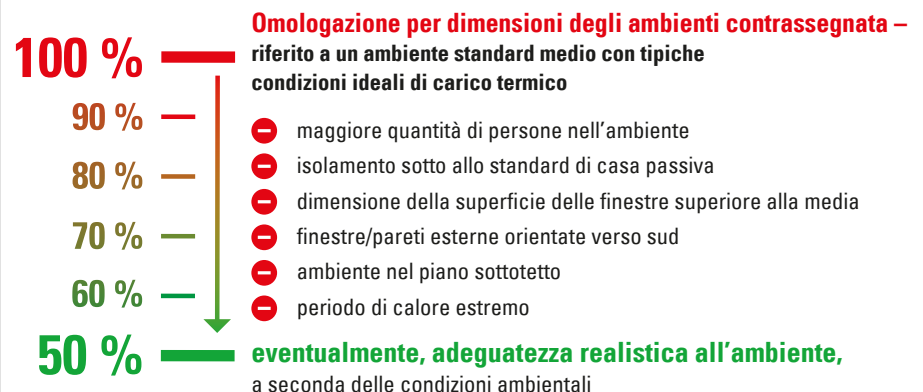 Omologazione per dimensioni degli ambienti contrassegnata –
100 %
riferito a un ambiente standard medio con tipiche
condizioni ideali di carico termico
90 %
maggiore quantità di persone nell'ambiente
isolamento sotto allo standard di casa passiva
80 %
dimensione della superficie delle finestre superiore alla media
70 %
finestre/pareti esterne orientate verso sud
ambiente nel piano sottotetto
60 %
periodo di calore estremo
50 %
eventualmente, adeguatezza realistica all'ambiente,
a seconda delle condizioni ambientali